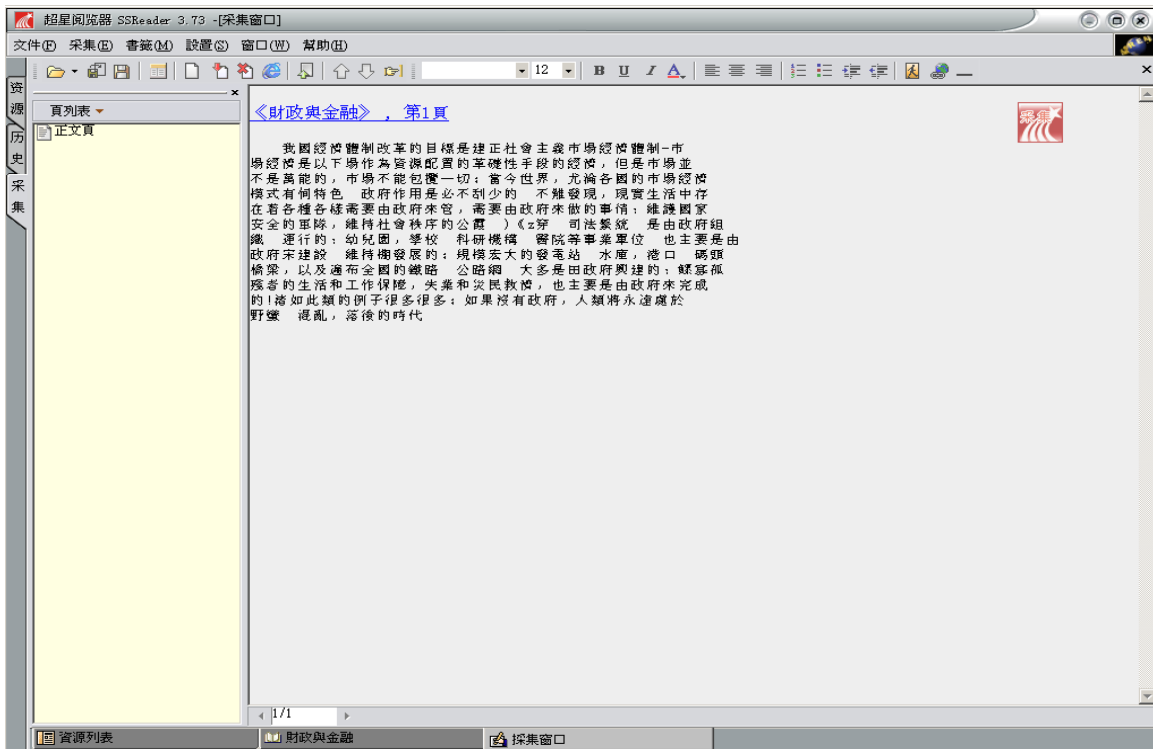 超星阅览器 SSReader 3.73 -[采集窗口]
文件(F) 采集(E) 書籤(M) 設置(S) 窗口(W) 幫助(H)
12 B U I A
资源
历史
采集
頁列表
正文頁
《財政與金融》 , 第1頁
采集
我國經濟體制改革的目標是建正社會主義市場經濟體制-市
場經濟是以下場作為資源配置的革礎性手段的經濟, 但是市場並
不是萬能的, 市場不能包攬一切; 當今世界, 尤淪各國的市場經濟
模式有何特色 政府作用是必不刮少的 不難發現, 現實生活中存
在着各種各樣需要由政府來管, 需要由政府來做的事情; 維護國家
安全的軍隊, 維持社會秩序的公霞 )《z穿 司法繫統 是由政府組
織 運行的; 幼兒園, 學校 科研機構 醫院等事業單位 也主要是由
政府宋建設 維持棚發展的; 規模宏大的發電站 水庫, 港口 碼頭
橋梁, 以及遍布全國的鐵路 公路網 大多是田政府興建的; 鰥寡孤
殘者的生活和工作保障, 失業和災民救濟, 也主要是由政府來完成
的!諸如此類的例子很多很多; 如果沒有政府, 人類將永遠處於
野蠻 混亂, 落後的時代
1/1
資源列表 財政與金融 採集窗口